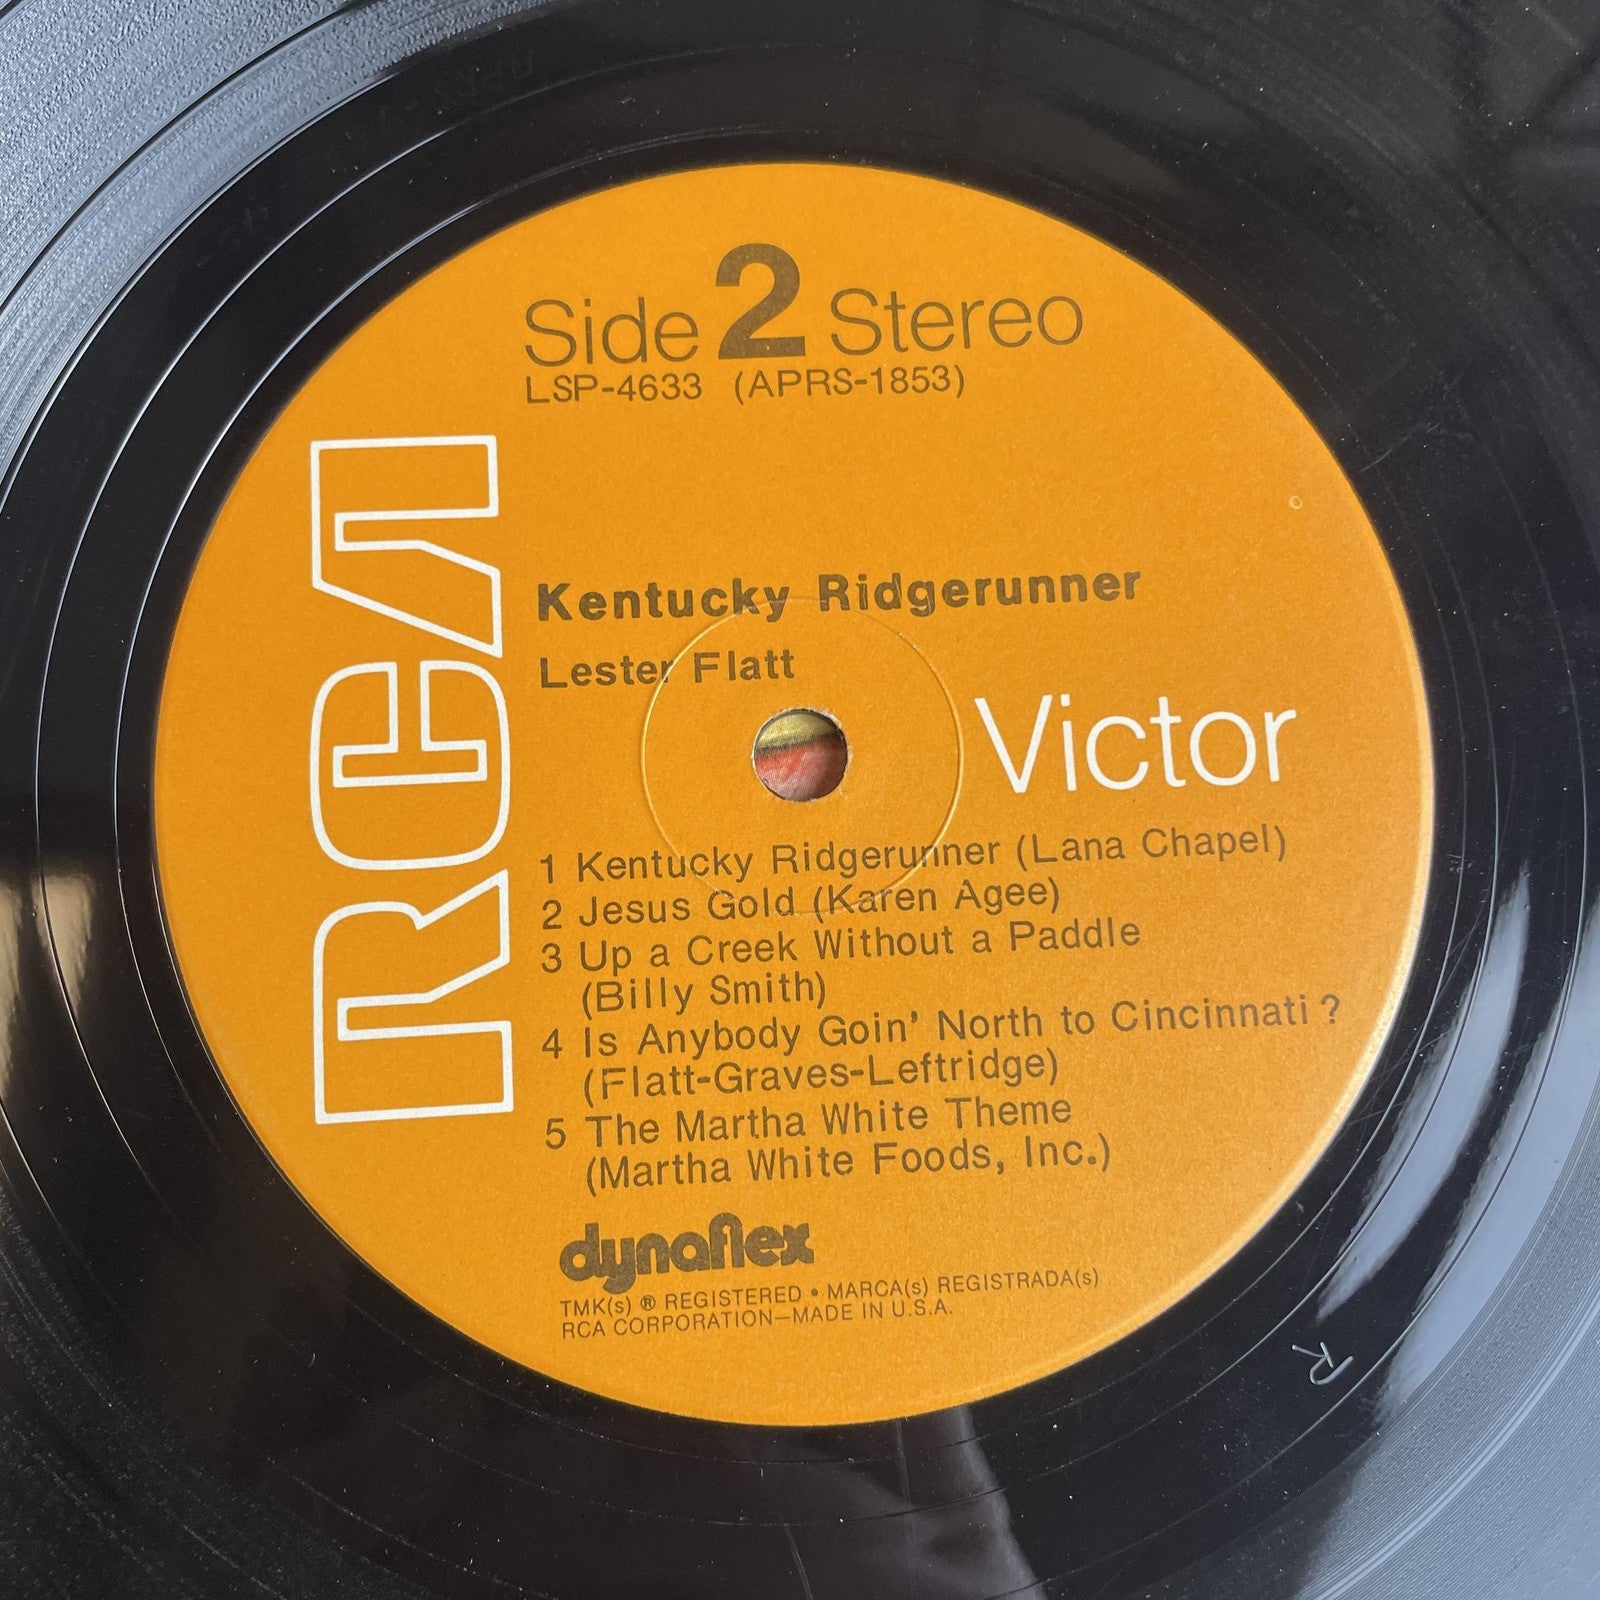 Side 2 Stereo
LSP-4633 (APRS-1853)
RCA
Kentucky Ridgerunner
Lester Flatt
Victor
1 Kentucky Ridgerunner (Lana Chapel)
2 Jesus Gold (Karen Agee)
3 Up a Creek Without a Paddle
(Billy Smith)
4 Is Anybody Goin' North to Cincinnati ?
(Flatt-Graves-Leftridge)
5 The Martha White Theme
(Martha White Foods, Inc.)
dynaflex
TMK(s) ® REGISTERED • MARCA(s) REGISTRADA(s)
RCA CORPORATION—MADE IN U.S.A.
R